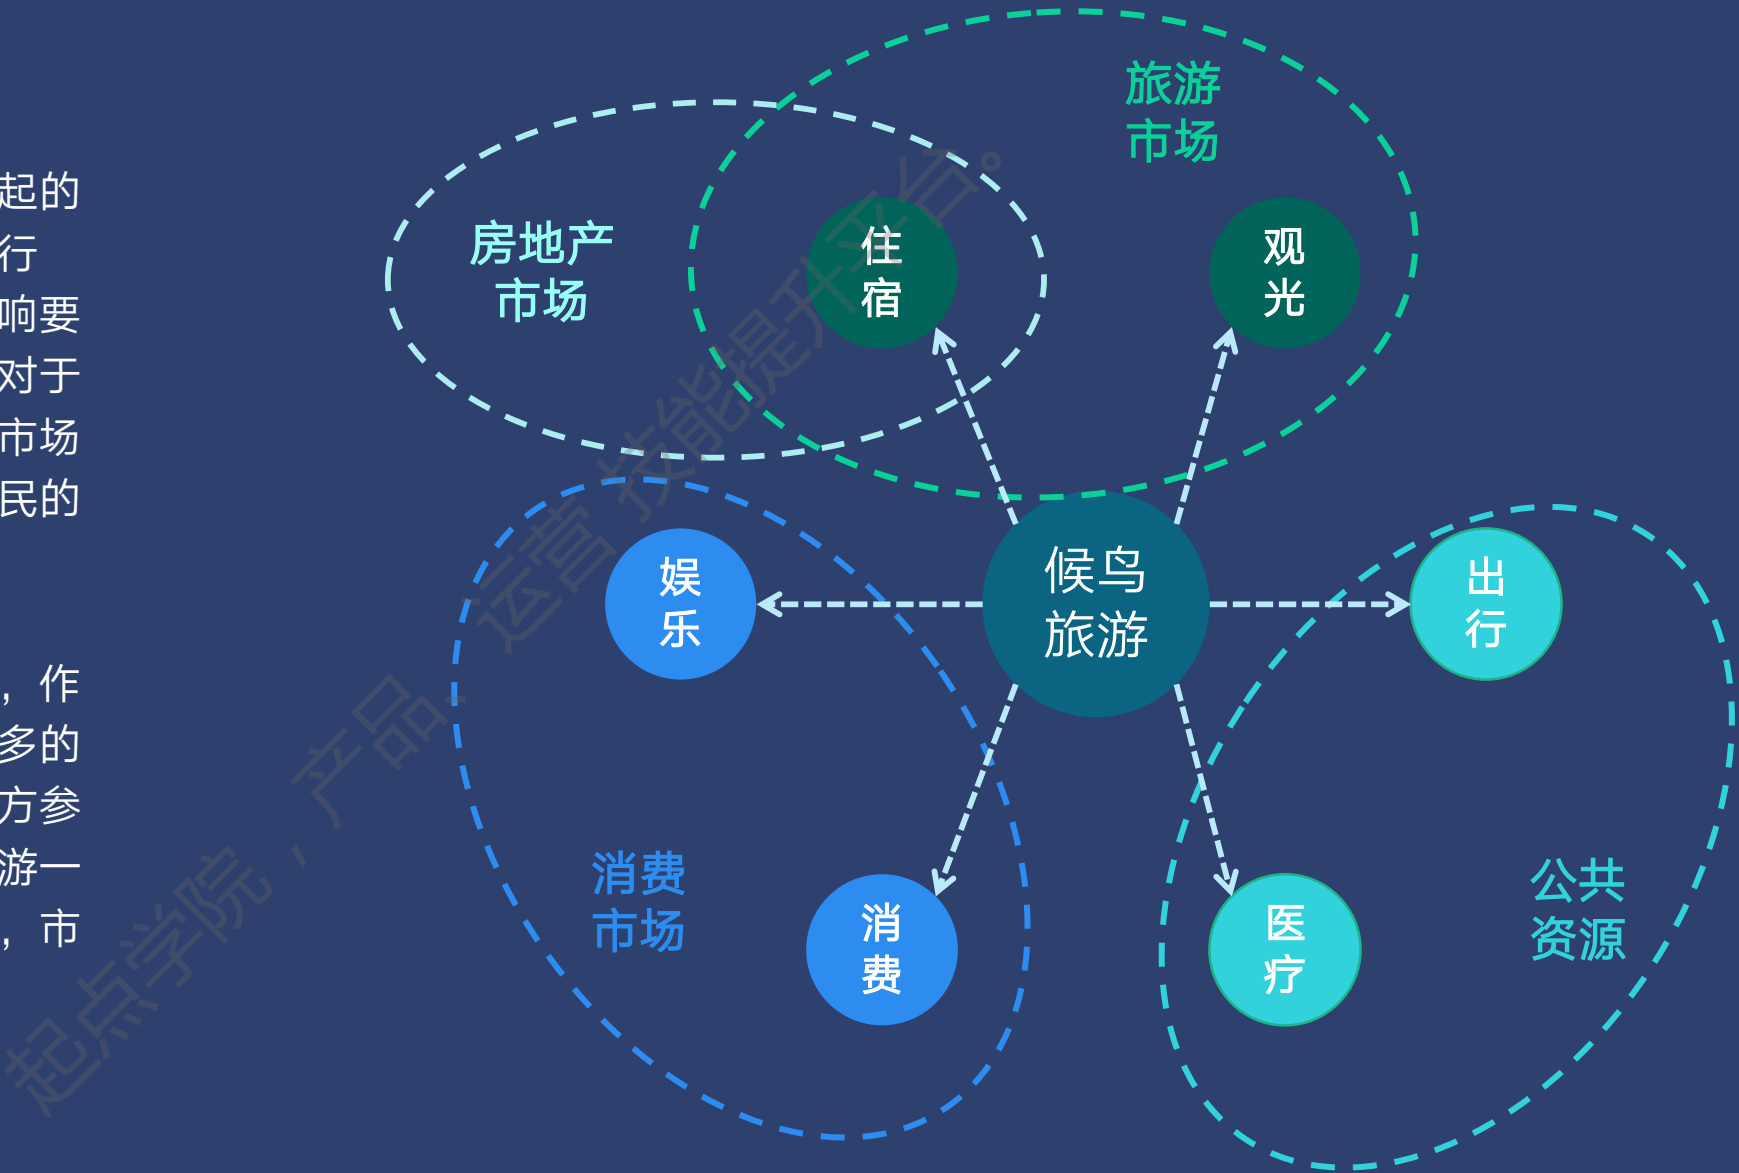 起的
行
响要
对于
市场
民的
，作
多的
方参
游一
，市
旅游
市场
房地产
市场
住
宿
观
光
候鸟
旅游
娱
乐
出
行
消费
市场
消
费
医
疗
公共
资源
起点学院，产品、运营技能提升平台。